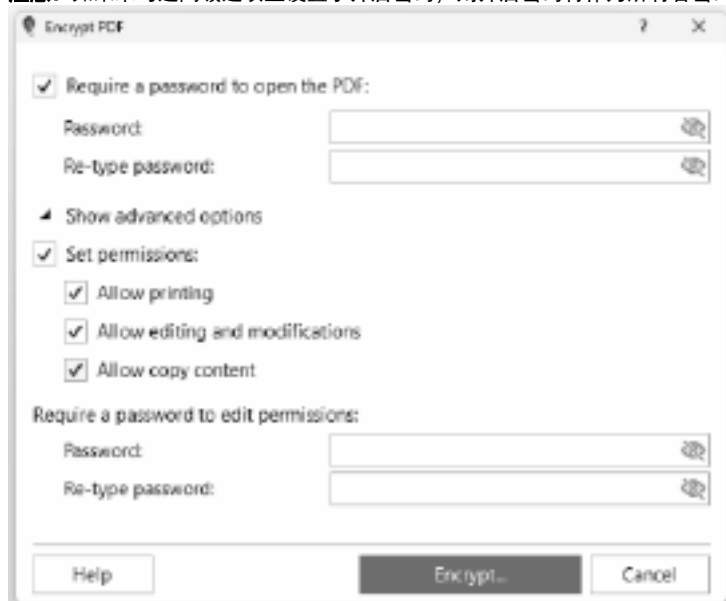 Encrypt PDF
Require a password to open the PDF:
Password:
Re-type password:
Show advanced options
Set permissions:
Allow printing
Allow editing and modifications
Allow copy content
Require a password to edit permissions:
Password:
Re-type password:
Help Encrypt... Cancel